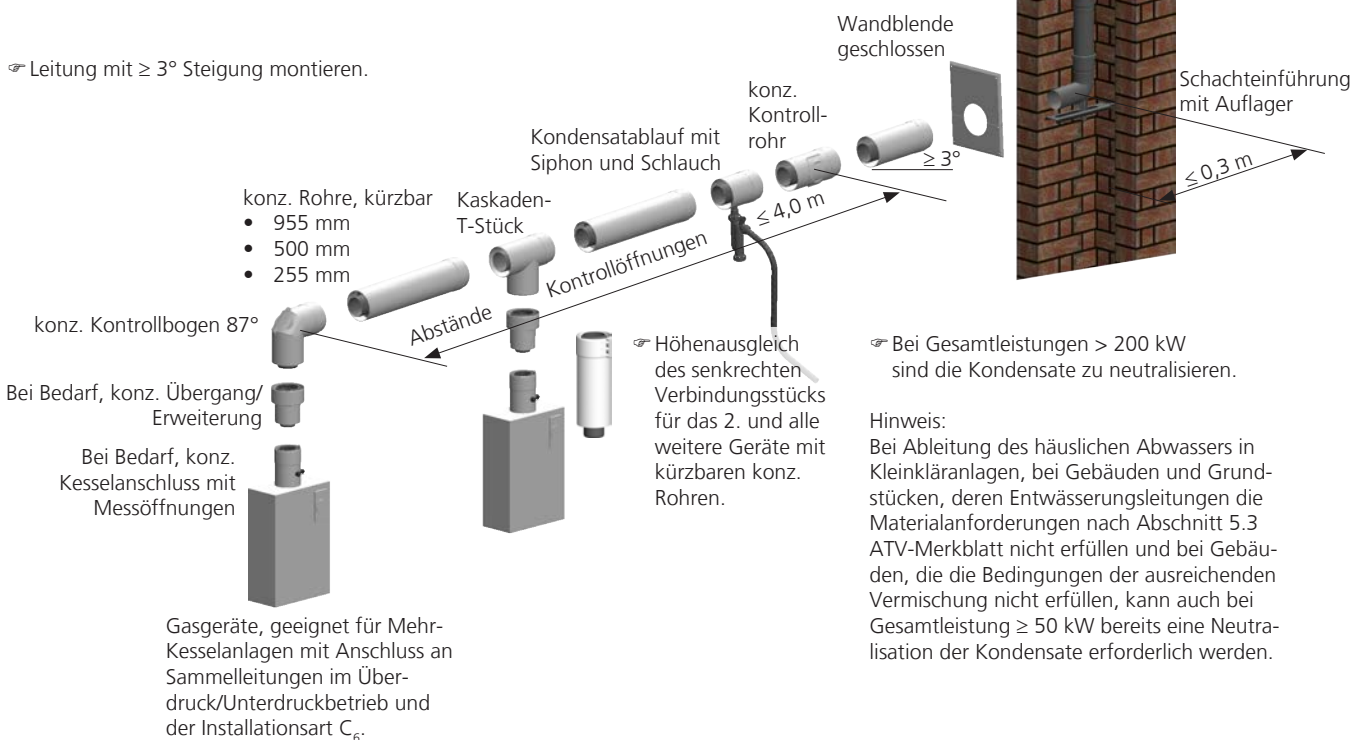 ☞ Leitung mit ≥ 3° Steigung montieren.
Wandblende
geschlossen
Schachteinführung
mit Auflager
≤ 0,3 m
konz.
Kontroll-
rohr
≥ 3°
Kondensatablauf mit
Siphon und Schlauch
≤ 4,0 m
Kaskaden-
T-Stück
konz. Rohre, kürzbar
• 955 mm
• 500 mm
• 255 mm
Abstände Kontrollöffnungen
konz. Kontrollbogen 87°
Bei Bedarf, konz. Übergang/
Erweiterung
Bei Bedarf, konz.
Kesselanschluss mit
Messöffnungen
Gasgeräte, geeignet für Mehr-
Kesselanlagen mit Anschluss an
Sammelleitungen im Über-
druck/Unterdruckbetrieb und
der Installationsart C₆.
☞ Höhenausgleich
des senkrechten
Verbindungsstücks
für das 2. und alle
weitere Geräte mit
kürzbaren konz.
Rohren.
☞ Bei Gesamtleistungen > 200 kW
sind die Kondensate zu neutralisieren.
Hinweis:
Bei Ableitung des häuslichen Abwassers in
Kleinkläranlagen, bei Gebäuden und Grund-
stücken, deren Entwässerungsleitungen die
Materialanforderungen nach Abschnitt 5.3
ATV-Merkblatt nicht erfüllen und bei Gebäu-
den, die die Bedingungen der ausreichenden
Vermischung nicht erfüllen, kann auch bei
Gesamtleistung ≥ 50 kW bereits eine Neutra-
lisation der Kondensate erforderlich werden.